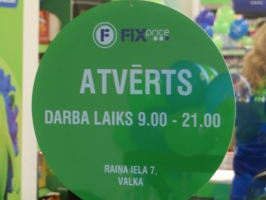 F FIX price
ATVĒRTS
DARBA LAIKS 9.00 - 21.00
RAIŅA IELA 7,
VALKA